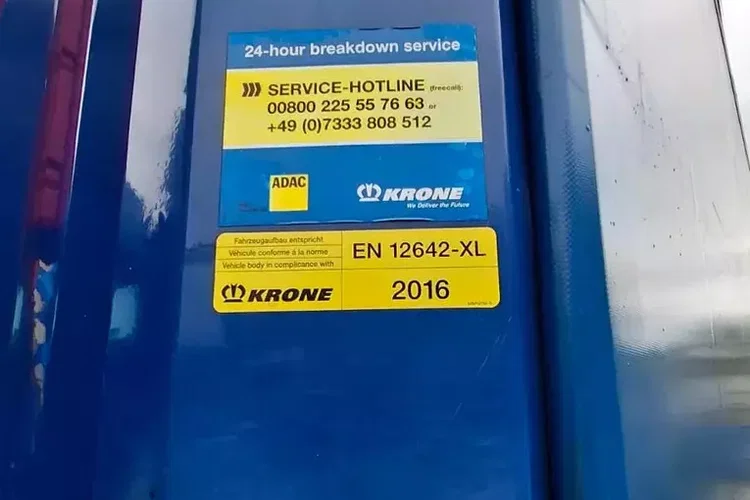 24-hour breakdown service
SERVICE-HOTLINE (freecall):
00800 225 55 76 63 or
+49 (0)7333 808 512
ADAC
KRONE
We Deliver the Future
Fahrzeugaufbau entspricht
Véhicule conforme à la norme
Vehicle body in complicance with
EN 12642-XL
KRONE
2016